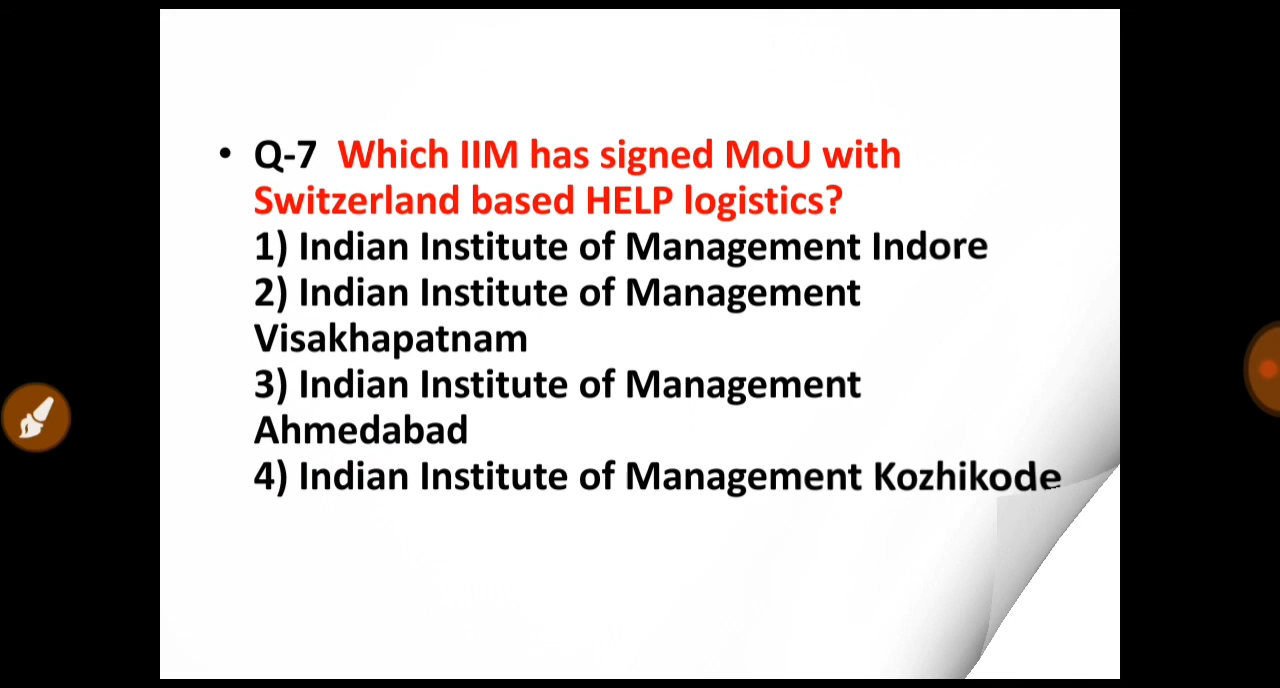 • Q-7 Which IIM has signed MoU with
Switzerland based HELP logistics?
1) Indian Institute of Management Indore
2) Indian Institute of Management
Visakhapatnam
3) Indian Institute of Management
Ahmedabad
4) Indian Institute of Management Kozhikode